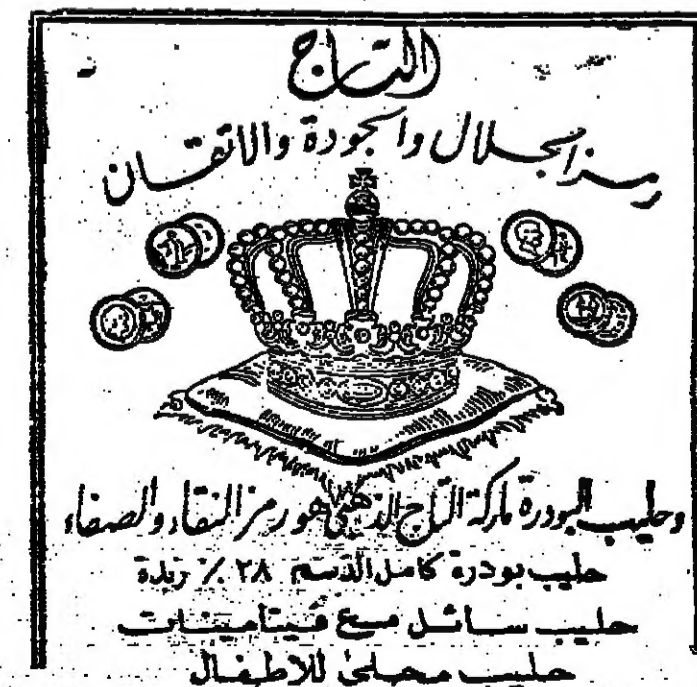 التاج
رمز الجلال والجودة والاتقان
وحليب البودرة ماركة التاج الذهبي هو رمز النقاء والصفاء
حليب بودرة كامل الدسم ٢٨ ٪ زبدة
حليب سائل مع فيتامينات
حليب محلى للاطفال